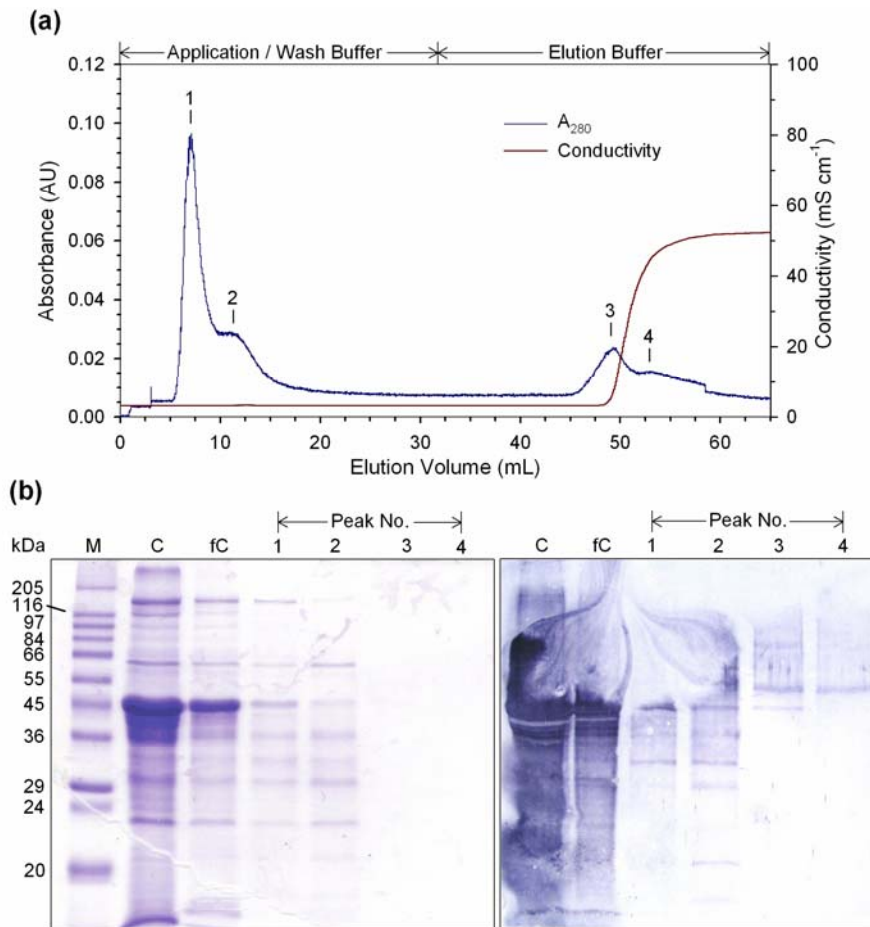 (a)
Application / Wash Buffer Elution Buffer
0.12 100
0.10 80
0.08 60
0.06
0.04 40
0.02 20
0.00 0
1
2
3
4
A₂₈₀
Conductivity
Absorbance (AU)
Conductivity (mS cm⁻¹)
0 10 20 30 40 50 60
Elution Volume (mL)
(b)
Peak No. Peak No.
kDa M C fC 1 2 3 4 C fC 1 2 3 4
205
116
97
84
66
55
45
36
29
24
20